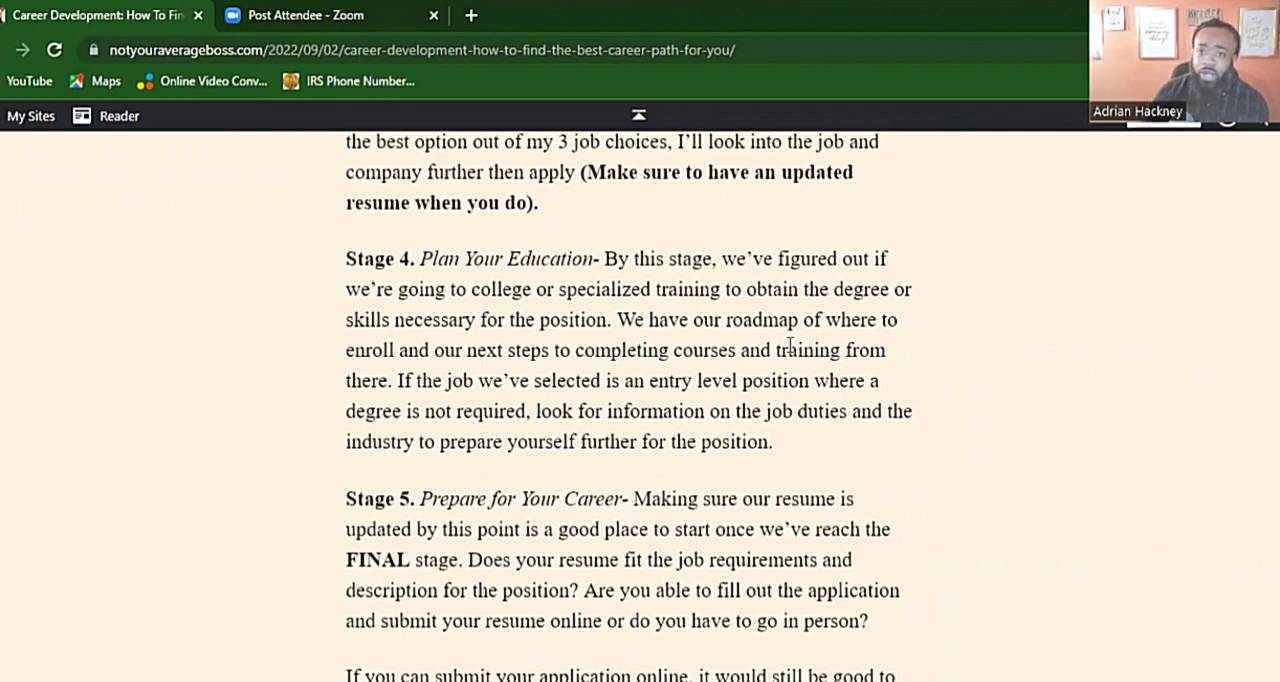 Career Development: How To Fin
Post Attendee - Zoom
notyouraverageboss.com/2022/09/02/career-development-how-to-find-the-best-career-path-for-you/
YouTube
Maps
Online Video Conv...
IRS Phone Number...
Adrian Hackney
My Sites
Reader
the best option out of my 3 job choices, I'll look into the job and
company further then apply (Make sure to have an updated
resume when you do).
Stage 4. Plan Your Education- By this stage, we've figured out if
we're going to college or specialized training to obtain the degree or
skills necessary for the position. We have our roadmap of where to
enroll and our next steps to completing courses and training from
there. If the job we've selected is an entry level position where a
degree is not required, look for information on the job duties and the
industry to prepare yourself further for the position.
Stage 5. Prepare for Your Career- Making sure our resume is
updated by this point is a good place to start once we've reach the
FINAL stage. Does your resume fit the job requirements and
description for the position? Are you able to fill out the application
and submit your resume online or do you have to go in person?
If you can submit your application online, it would still be good to